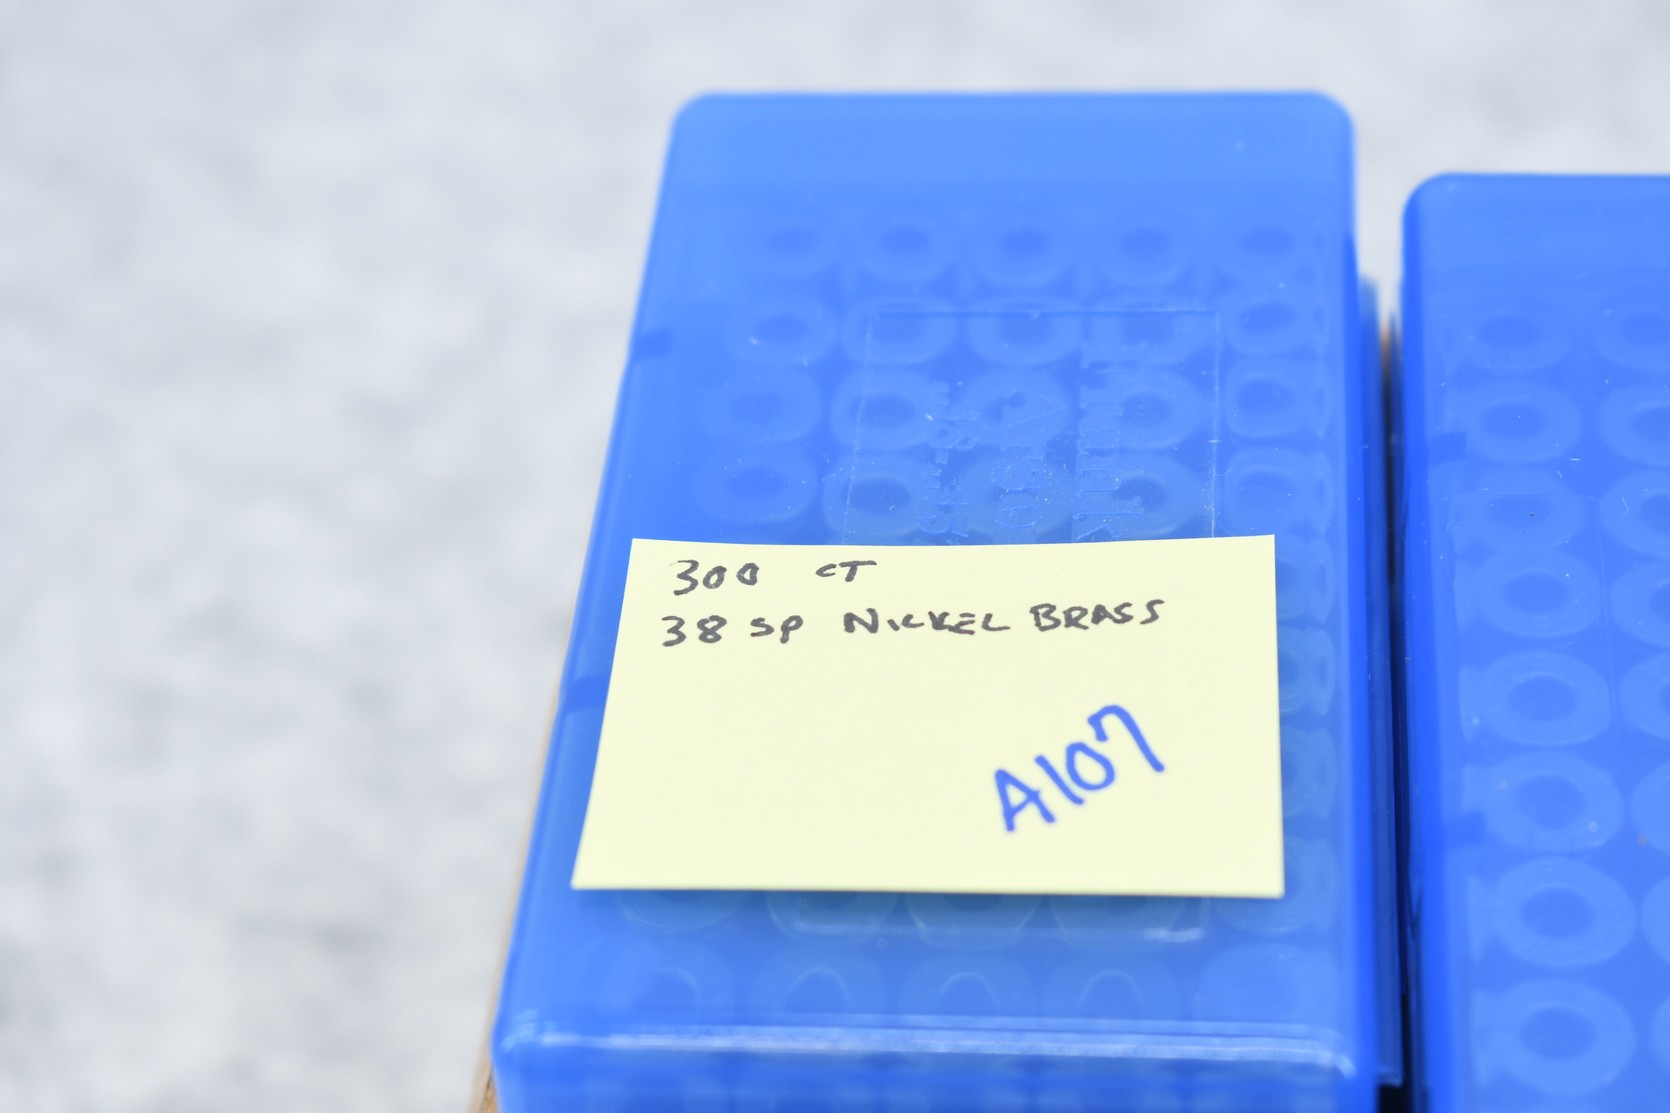 300 CT
38 SP NICKEL BRASS
A107